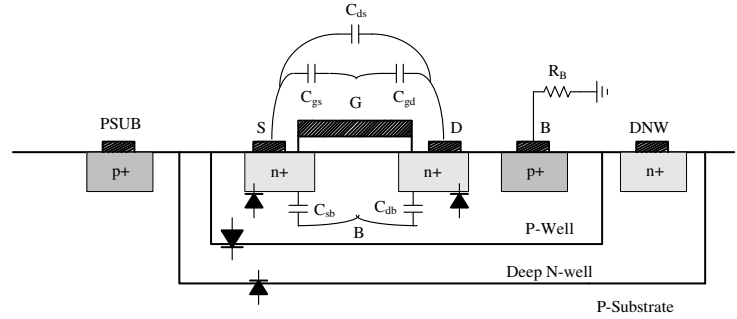 C_ds
R_B
C_gs
C_gd
G
PSUB
S
D
B
DNW
p+
n+
n+
p+
n+
C_sb
C_db
B
P-Well
Deep N-well
P-Substrate